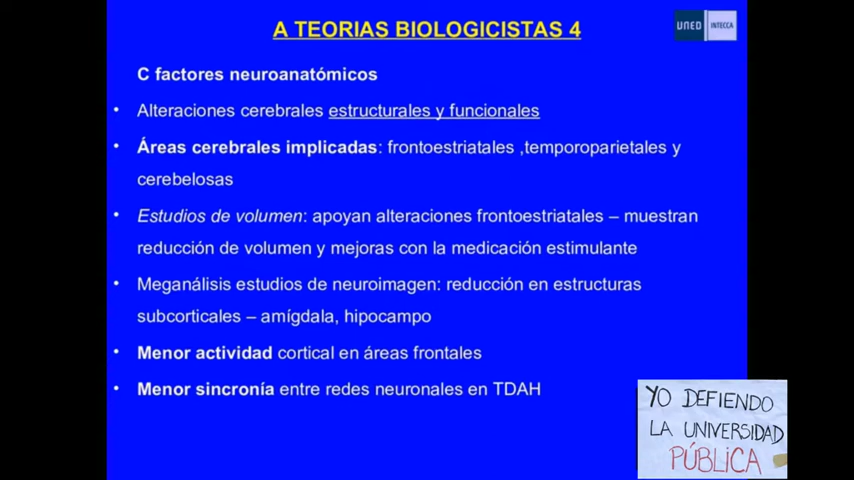 A TEORIAS BIOLOGICISTAS 4
UNED INTECCA
C factores neuroanatómicos
• Alteraciones cerebrales estructurales y funcionales
• Áreas cerebrales implicadas: frontoestriatales ,temporoparietales y
cerebelosas
• Estudios de volumen: apoyan alteraciones frontoestriatales – muestran
reducción de volumen y mejoras con la medicación estimulante
• Meganálisis estudios de neuroimagen: reducción en estructuras
subcorticales – amígdala, hipocampo
• Menor actividad cortical en áreas frontales
• Menor sincronía entre redes neuronales en TDAH
YO DEFIENDO
LA UNIVERSIDAD
PÚBLICA